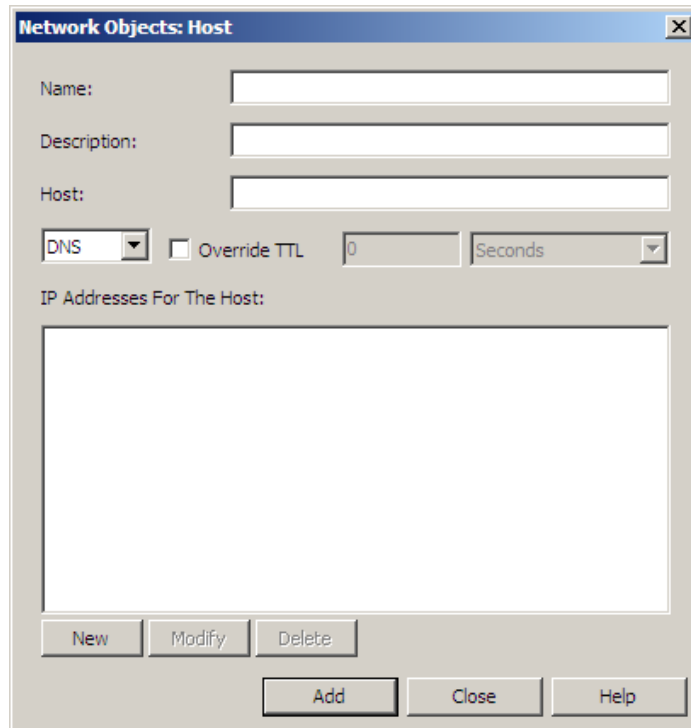 Network Objects: Host
Name:
Description:
Host:
DNS Override TTL 0 Seconds
IP Addresses For The Host:
New Modify Delete
Add Close Help